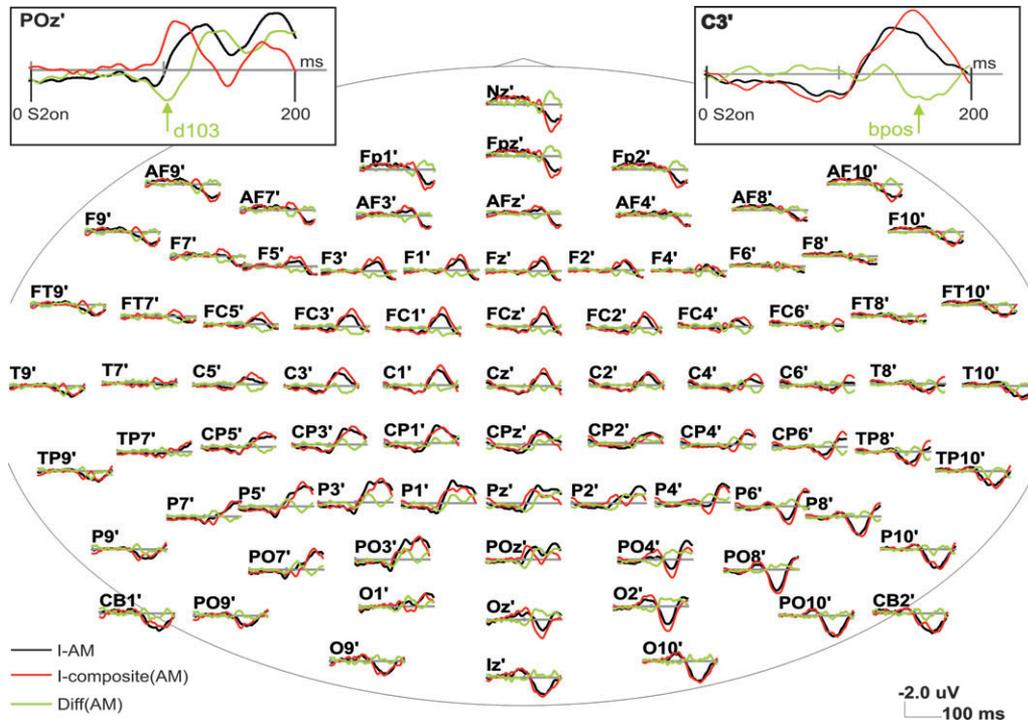 POz'
ms
0 S2on
200
d103
C3'
ms
0 S2on
200
bpos
Nz'
Fp1' Fpz' Fp2'
AF9' AF7' AF3' AFz' AF4' AF8' AF10'
F9' F7' F5' F3' F1' Fz' F2' F4' F6' F8' F10'
FT9' FT7' FC5' FC3' FC1' FCz' FC2' FC4' FC6' FT8' FT10'
T9' T7' C5' C3' C1' Cz' C2' C4' C6' T8' T10'
TP9' TP7' CP5' CP3' CP1' CPz' CP2' CP4' CP6' TP8' TP10'
P9' P7' P5' P3' P1' Pz' P2' P4' P6' P8' P10'
PO7' PO3' POz' PO4' PO8'
CB1' PO9' O1' Oz' O2' PO10' CB2'
O9' Iz' O10'
I-AM
I-composite(AM)
Diff(AM)
-2.0 uV
100 ms